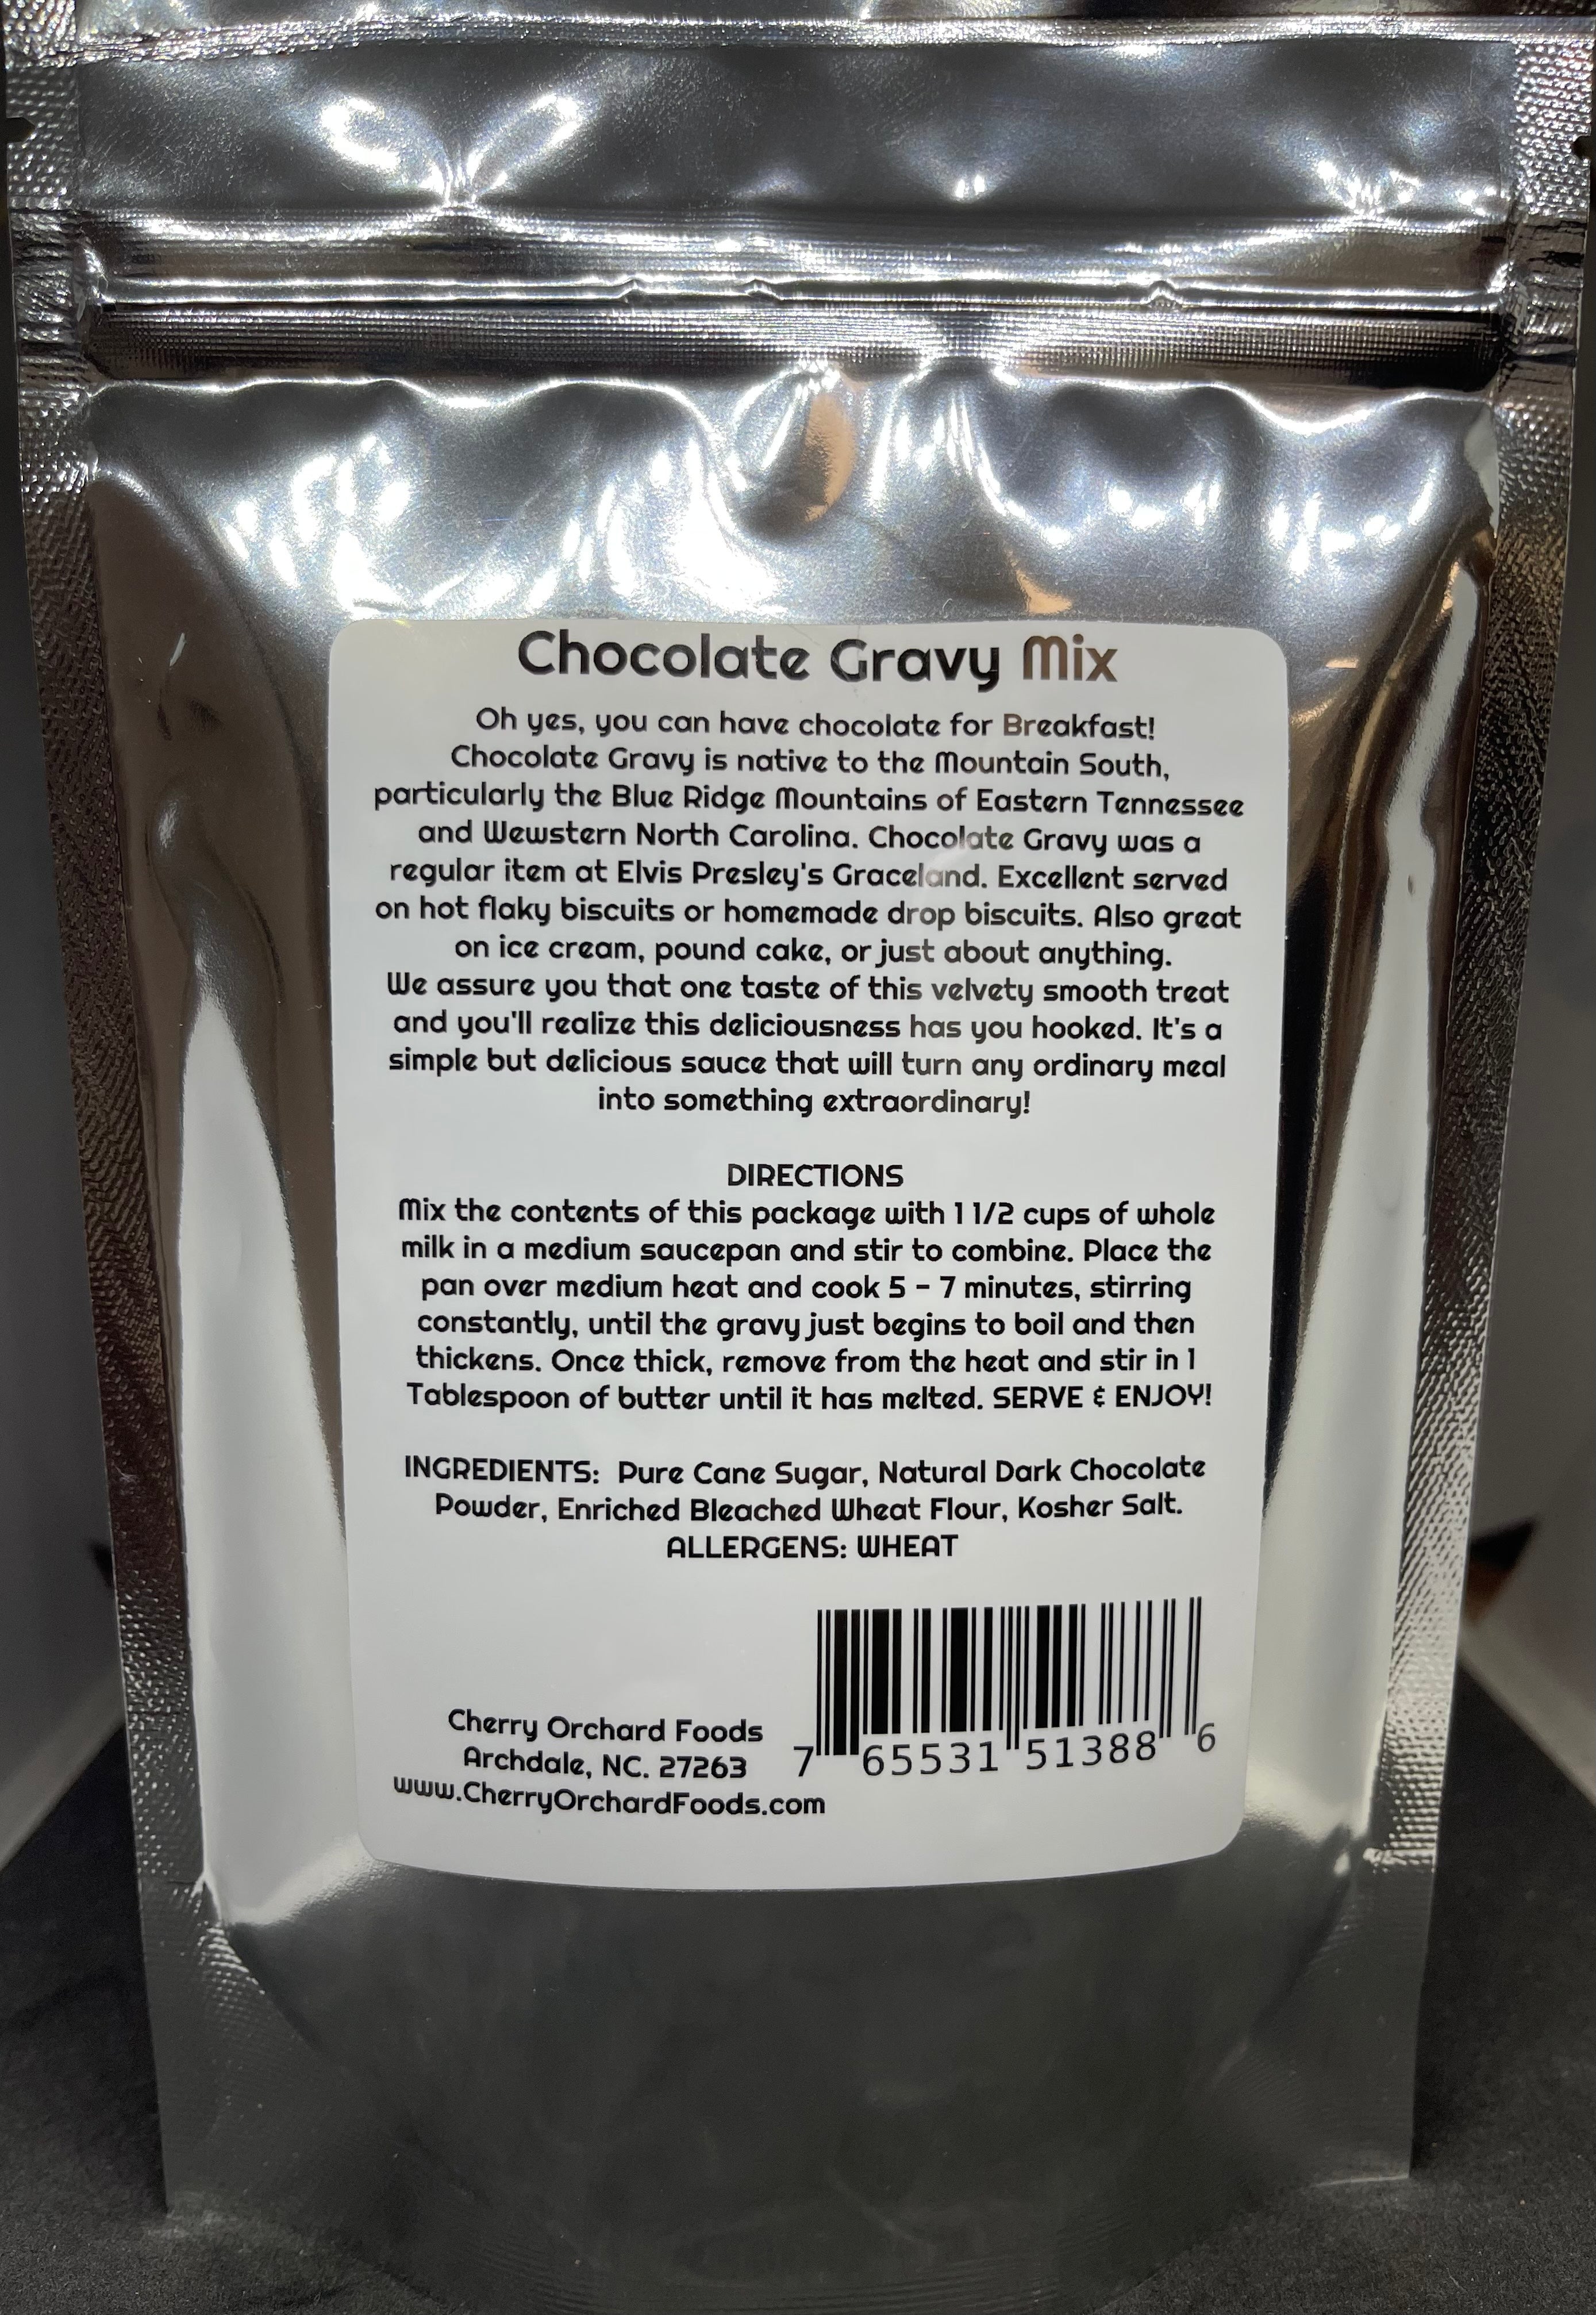 Chocolate Gravy Mix
Oh yes, you can have chocolate for Breakfast!
Chocolate Gravy is native to the Mountain South,
particularly the Blue Ridge Mountains of Eastern Tennessee
and Wewstern North Carolina. Chocolate Gravy was a
regular item at Elvis Presley's Graceland. Excellent served
on hot flaky biscuits or homemade drop biscuits. Also great
on ice cream, pound cake, or just about anything.
We assure you that one taste of this velvety smooth treat
and you'll realize this deliciousness has you hooked. It's a
simple but delicious sauce that will turn any ordinary meal
into something extraordinary!
DIRECTIONS
Mix the contents of this package with 1 1/2 cups of whole
milk in a medium saucepan and stir to combine. Place the
pan over medium heat and cook 5 - 7 minutes, stirring
constantly, until the gravy just begins to boil and then
thickens. Once thick, remove from the heat and stir in 1
Tablespoon of butter until it has melted. SERVE & ENJOY!
INGREDIENTS: Pure Cane Sugar, Natural Dark Chocolate
Powder, Enriched Bleached Wheat Flour, Kosher Salt.
ALLERGENS: WHEAT
Cherry Orchard Foods
Archdale, NC. 27263
www.CherryOrchardFoods.com
7 65531 51388 6